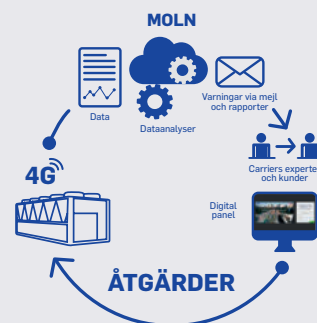 MOLN
Data
Dataanalyser
Varningar via mejl
och rapporter
Carriers experter
och kunder
Digital
panel
4G
ÅTGÄRDER